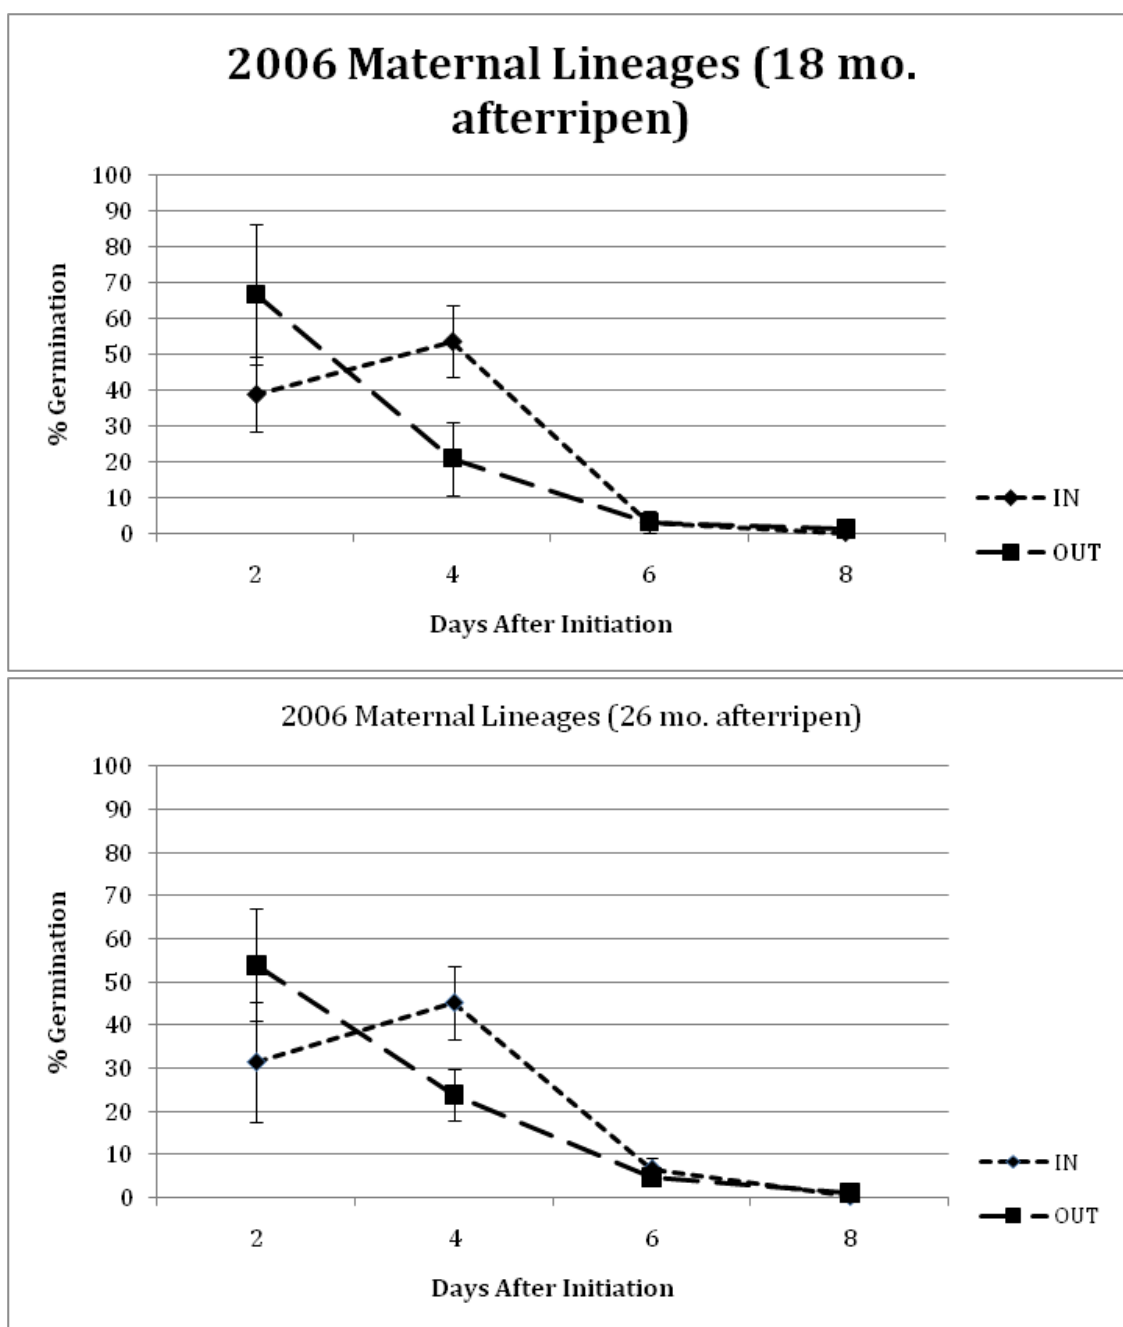 2006 Maternal Lineages (18 mo.
afterripen)
100
90
80
70
60
50
40
30
20
10
0
% Germination
2 4 6 8
Days After Initiation
IN
OUT
2006 Maternal Lineages (26 mo. afterripen)
100
90
80
70
60
50
40
30
20
10
0
% Germination
2 4 6 8
Days After Initiation
IN
OUT